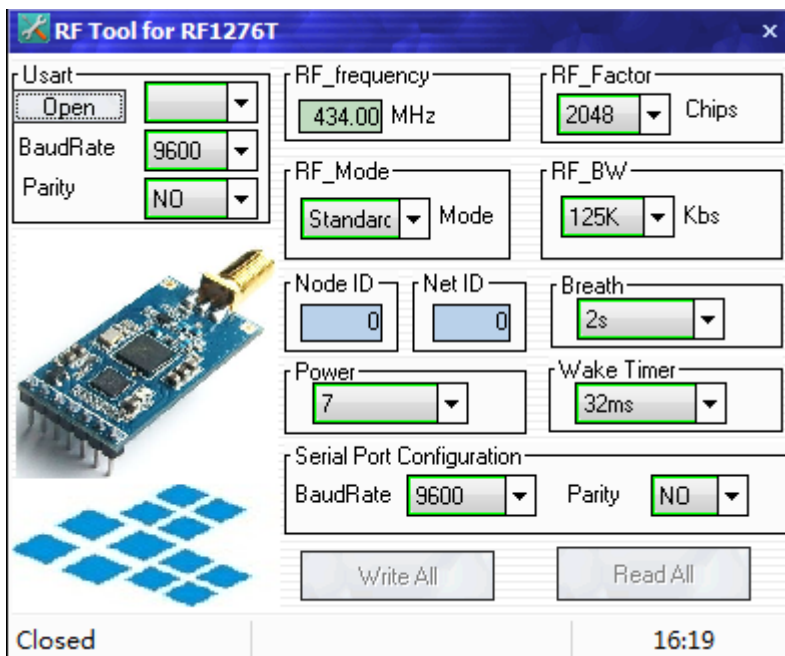 RF Tool for RF1276T
Usart
Open
BaudRate 9600
Parity NO
RF_frequency
434.00 MHz
RF_Factor
2048 Chips
RF_Mode
Standarc Mode
RF_BW
125K Kbs
Node ID
0
Net ID
0
Breath
2s
Power
7
Wake Timer
32ms
Serial Port Configuration
BaudRate 9600 Parity NO
Write All Read All
Closed 16:19